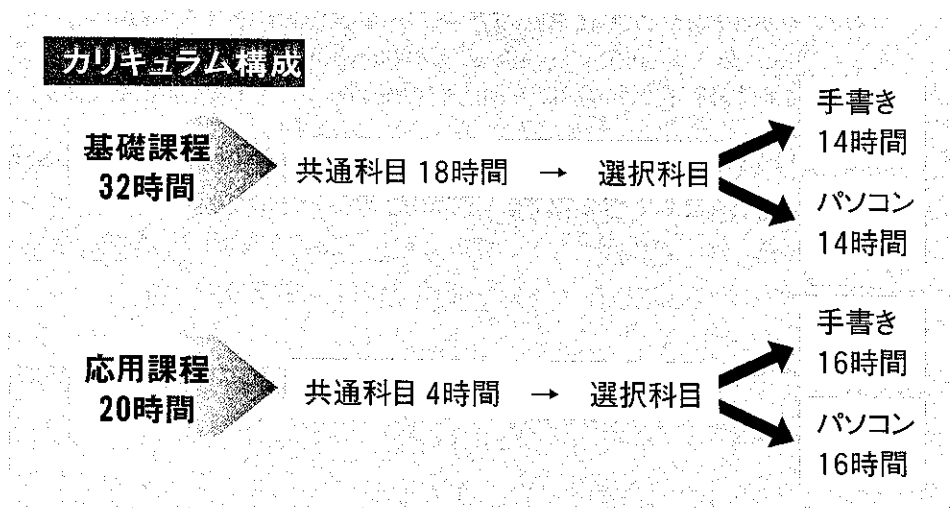 カリキュラム構成
基礎課程
32時間
共通科目 18時間 → 選択科目
手書き
14時間
パソコン
14時間
応用課程
20時間
共通科目 4時間 → 選択科目
手書き
16時間
パソコン
16時間